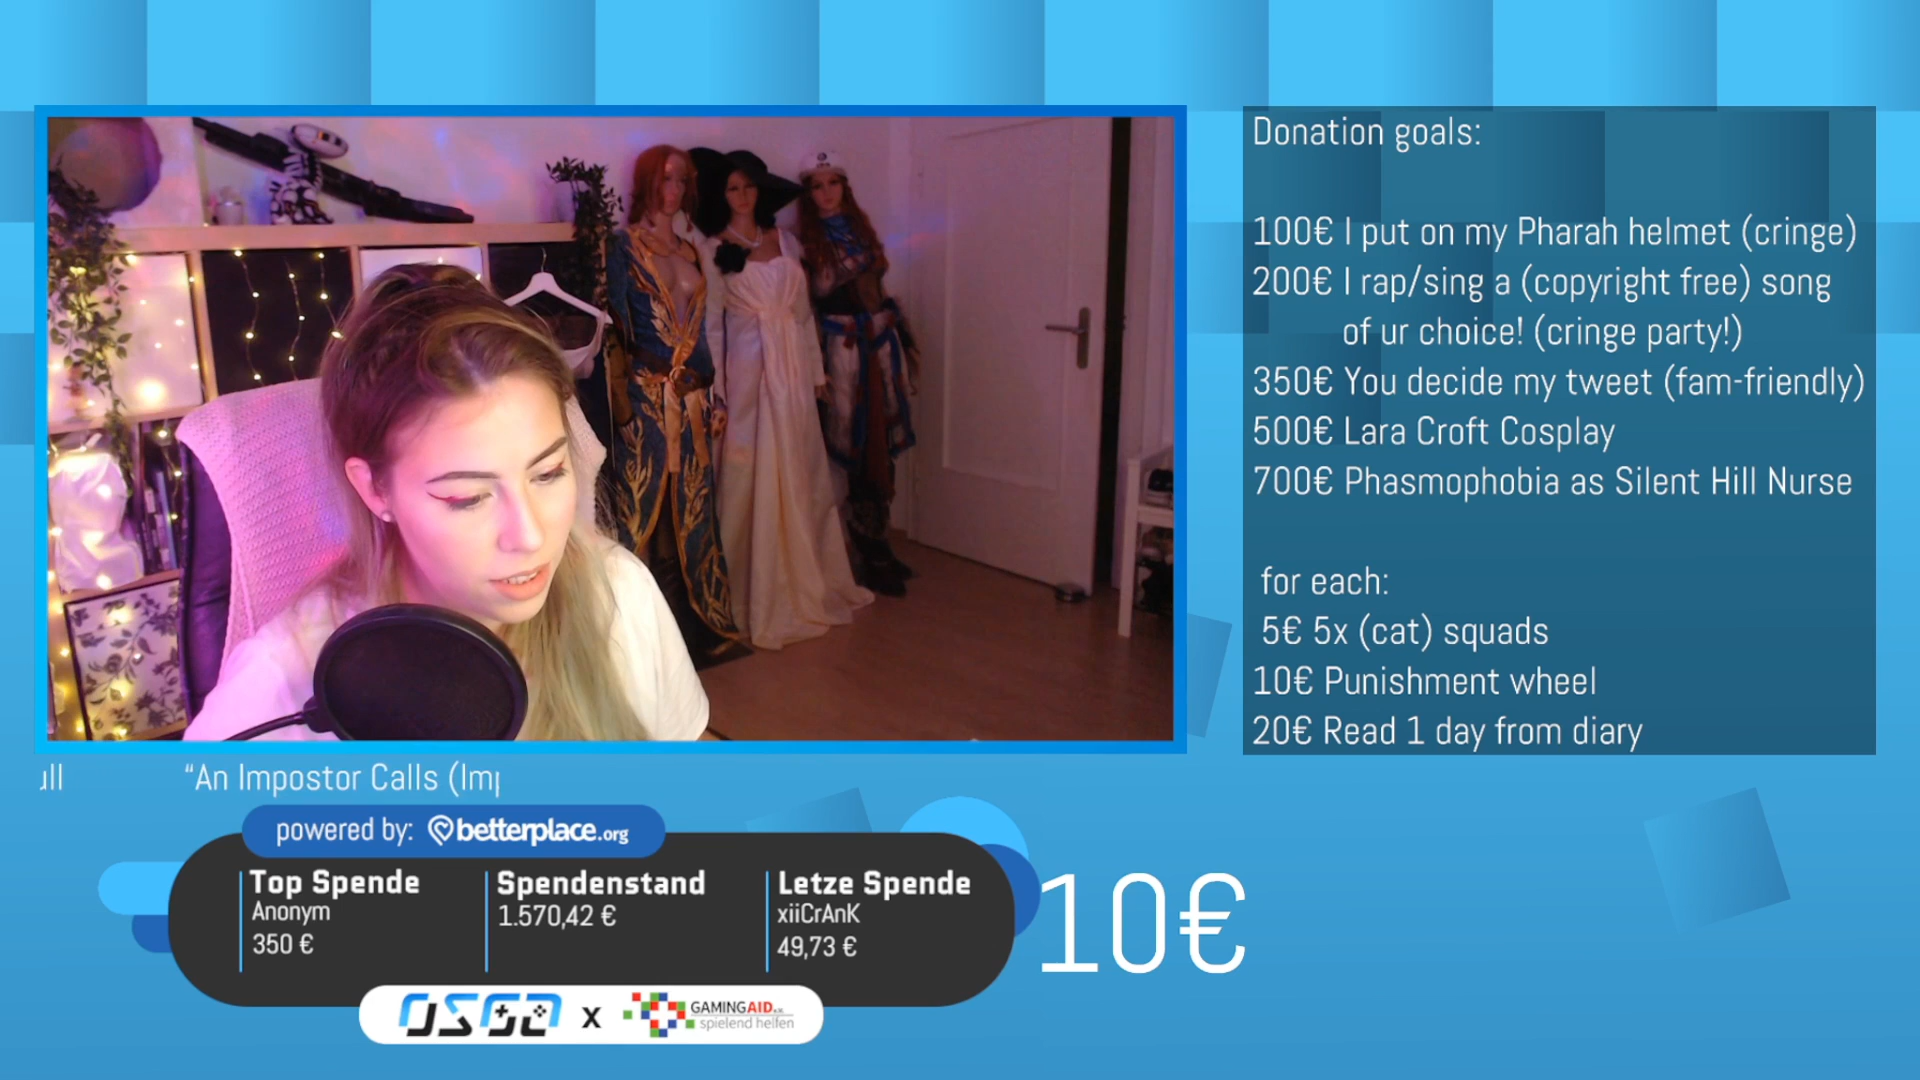 Donation goals:
100€ I put on my Pharah helmet (cringe)
200€ I rap/sing a (copyright free) song
of ur choice! (cringe party!)
350€ You decide my tweet (fam-friendly)
500€ Lara Croft Cosplay
700€ Phasmophobia as Silent Hill Nurse
for each:
5€ 5x (cat) squads
10€ Punishment wheel
20€ Read 1 day from diary
"An Impostor Calls (Im
powered by: betterplace.org
Top Spende
Anonym
350 €
Spendenstand
1.570,42 €
Letze Spende
xiiCrAnK
49,73 €
10€
x
GAMINGAID e.V.
spielend helfen